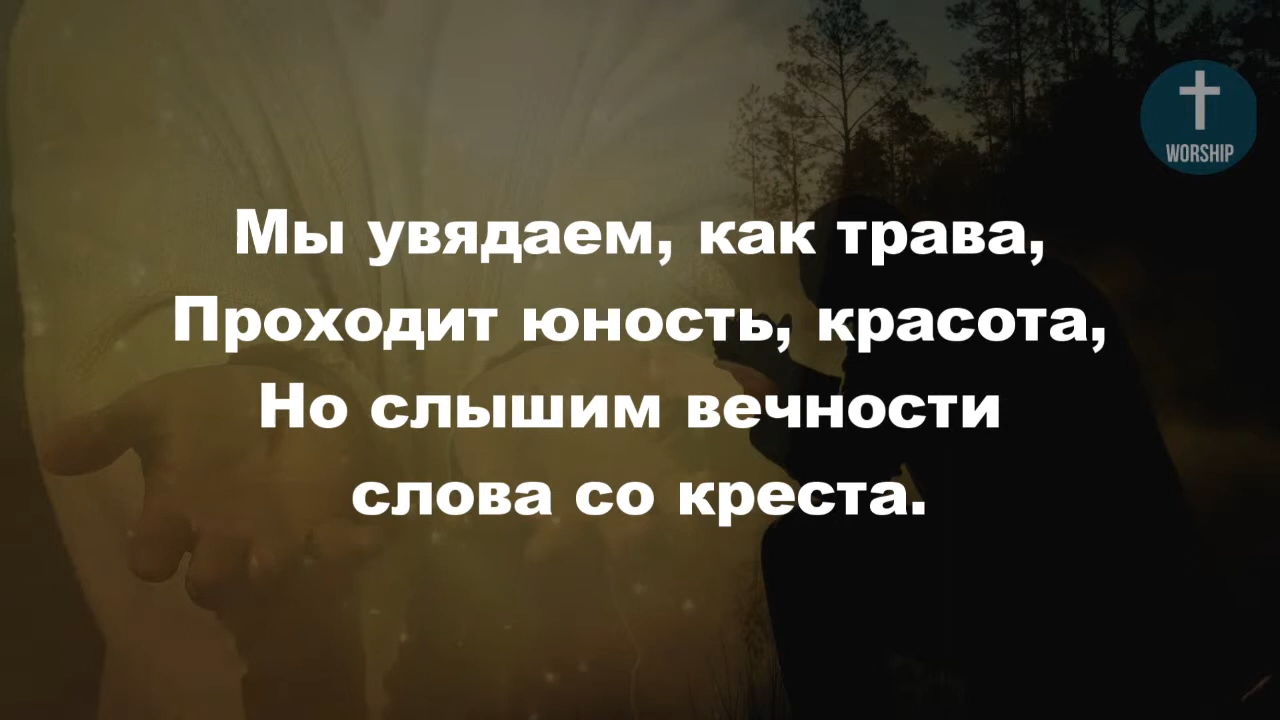 WORSHIP
Мы увядаем, как трава,
Проходит юность, красота,
Но слышим вечности
слова со креста.